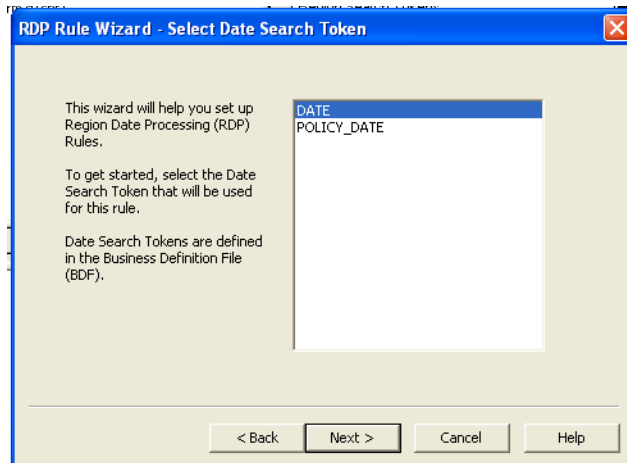 RDP Rule Wizard - Select Date Search Token
This wizard will help you set up
Region Date Processing (RDP)
Rules.
To get started, select the Date
Search Token that will be used
for this rule.
Date Search Tokens are defined
in the Business Definition File
(BDF).
DATE
POLICY_DATE
< Back
Next >
Cancel
Help